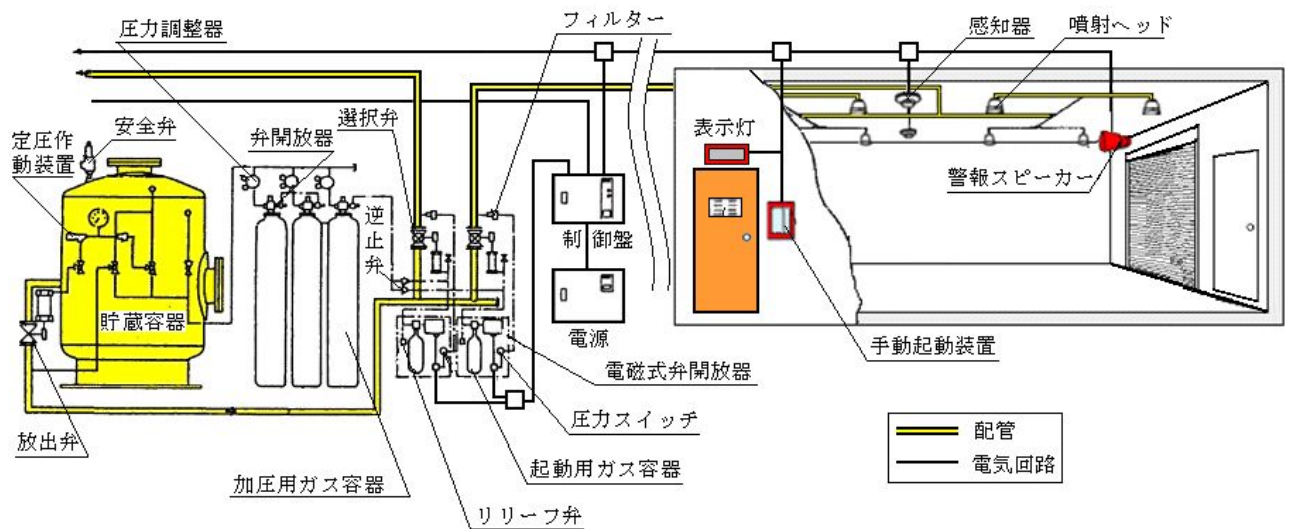 圧力調整器
フィルター
感知器
噴射ヘッド
定圧作
動装置
安全弁
弁開放器
選択弁
表示灯
警報スピーカー
逆
止
弁
制御盤
貯蔵容器
電源
手動起動装置
電磁式弁開放器
圧力スイッチ
放出弁
配管
電気回路
起動用ガス容器
加圧用ガス容器
リリーフ弁